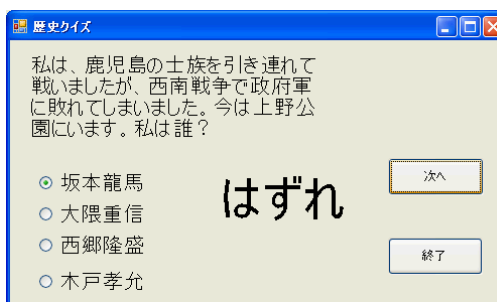 歴史クイズ
私は、鹿児島の士族を引き連れて
戦いましたが、西南戦争で政府軍
に敗れてしまいました。今は上野公
園にいます。私は誰？
坂本龍馬
大隈重信
西郷隆盛
木戸孝允
はずれ
次へ
終了